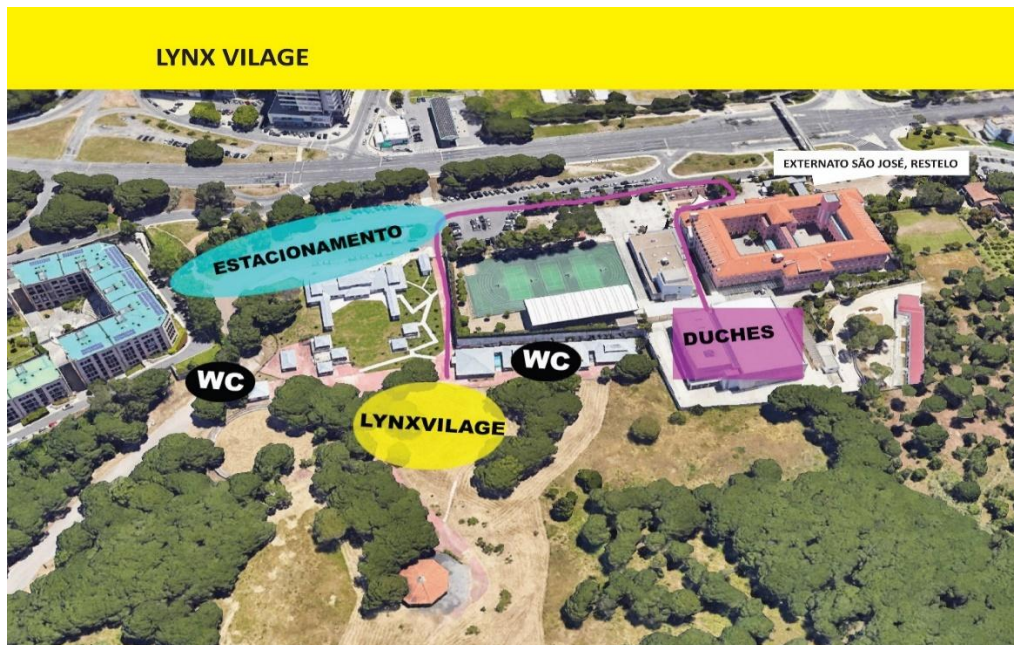 LYNX VILAGE
EXTERNATO SÃO JOSÉ, RESTELO
ESTACIONAMENTO
DUCHES
WC
WC
LYNXVILAGE